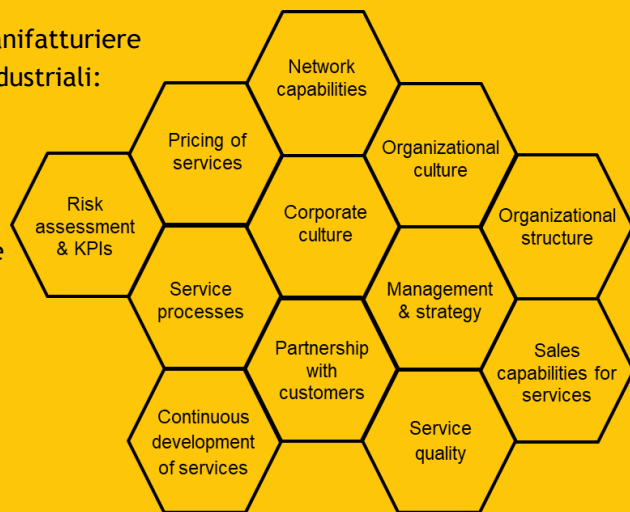 anifatturiere
dustriali:
e
Network
capabilities
Pricing of
services
Organizational
culture
Risk
assessment
& KPIs
Corporate
culture
Organizational
structure
Service
processes
Management
& strategy
Partnership
with
customers
Sales
capabilities for
services
Continuous
development
of services
Service
quality